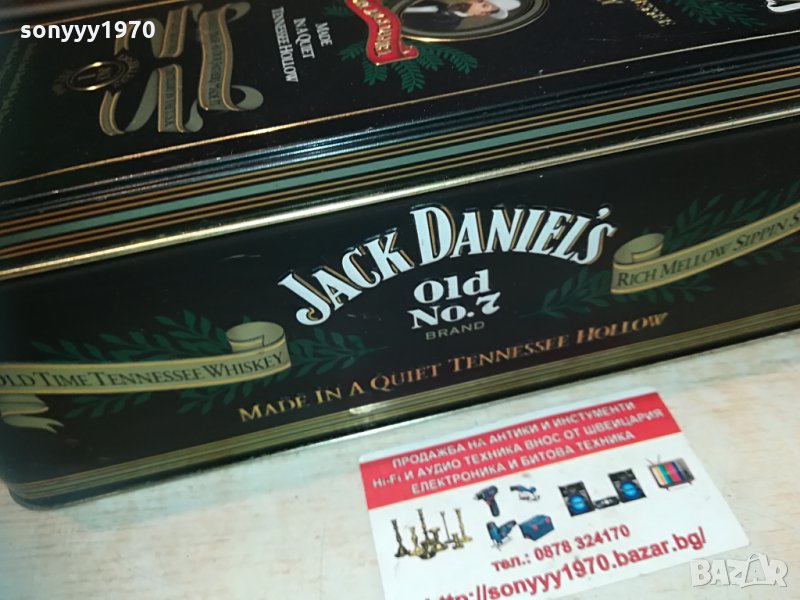 sonyyy1970
MADE
IN A QUIET
TENNESSEE HOLLOW
JACK DANIEL'S
Old
No.7
BRAND
OLD TIME TENNESSEE WHISKEY
RICH MELLOW SIPPIN
MADE IN A QUIET TENNESSEE HOLLOW
ПРОДАЖБА НА АНТИКИ И ИНСТУМЕНТИ
Hi-Fi И АУДИО ТЕХНИКА ВНОС ОТ ШВЕЙЦАРИЯ
ЕЛЕКТРОНИКА И БИТОВА ТЕХНИКА
тел.: 0878 324170
http://sonyyy1970.bazar.bg/
BAZAR